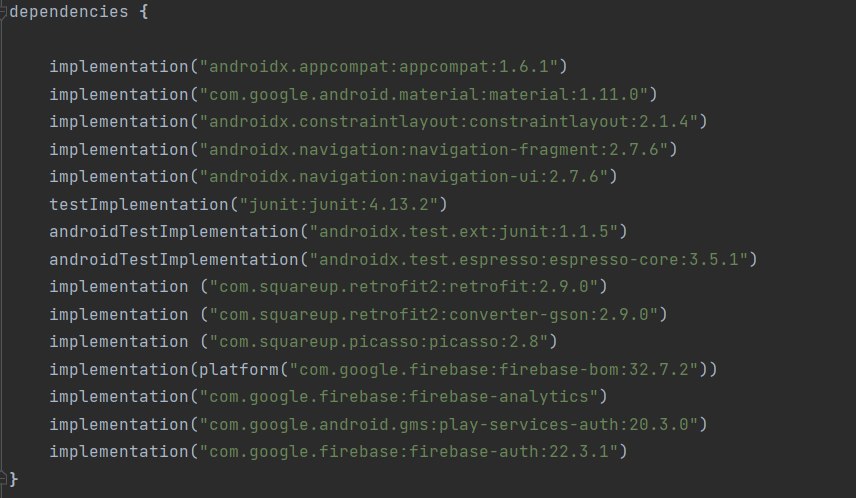 dependencies {
implementation("androidx.appcompat:appcompat:1.6.1")
implementation("com.google.android.material:material:1.11.0")
implementation("androidx.constraintlayout:constraintlayout:2.1.4")
implementation("androidx.navigation:navigation-fragment:2.7.6")
implementation("androidx.navigation:navigation-ui:2.7.6")
testImplementation("junit:junit:4.13.2")
androidTestImplementation("androidx.test.ext:junit:1.1.5")
androidTestImplementation("androidx.test.espresso:espresso-core:3.5.1")
implementation ("com.squareup.retrofit2:retrofit:2.9.0")
implementation ("com.squareup.retrofit2:converter-gson:2.9.0")
implementation ("com.squareup.picasso:picasso:2.8")
implementation(platform("com.google.firebase:firebase-bom:32.7.2"))
implementation("com.google.firebase:firebase-analytics")
implementation("com.google.android.gms:play-services-auth:20.3.0")
implementation("com.google.firebase:firebase-auth:22.3.1")
}